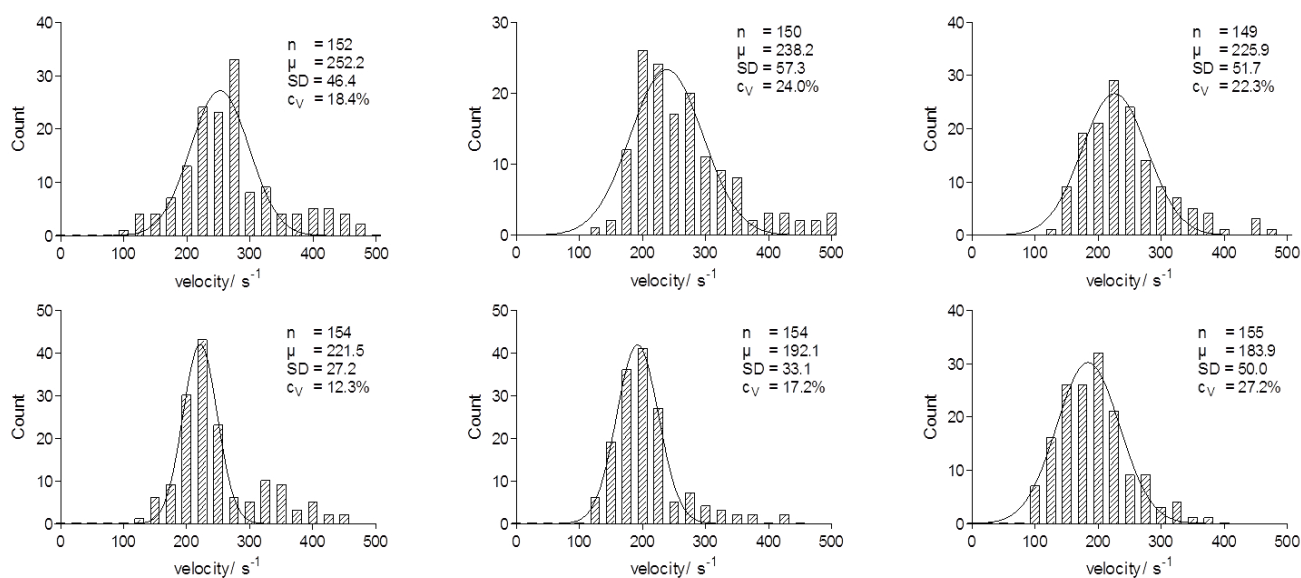 40
30
20
10
0
Count
n = 152
µ = 252.2
SD = 46.4
cV = 18.4%
0 100 200 300 400 500
velocity/ s-1
30
20
10
0
Count
n = 150
µ = 238.2
SD = 57.3
cV = 24.0%
0 100 200 300 400 500
velocity/ s-1
40
30
20
10
0
Count
n = 149
µ = 225.9
SD = 51.7
cV = 22.3%
0 100 200 300 400 500
velocity/ s-1
50
40
30
20
10
0
Count
n = 154
µ = 221.5
SD = 27.2
cV = 12.3%
0 100 200 300 400 500
velocity/ s-1
50
40
30
20
10
0
Count
n = 154
µ = 192.1
SD = 33.1
cV = 17.2%
0 100 200 300 400 500
velocity/ s-1
40
30
20
10
0
Count
n = 155
µ = 183.9
SD = 50.0
cV = 27.2%
0 100 200 300 400 500
velocity/ s-1